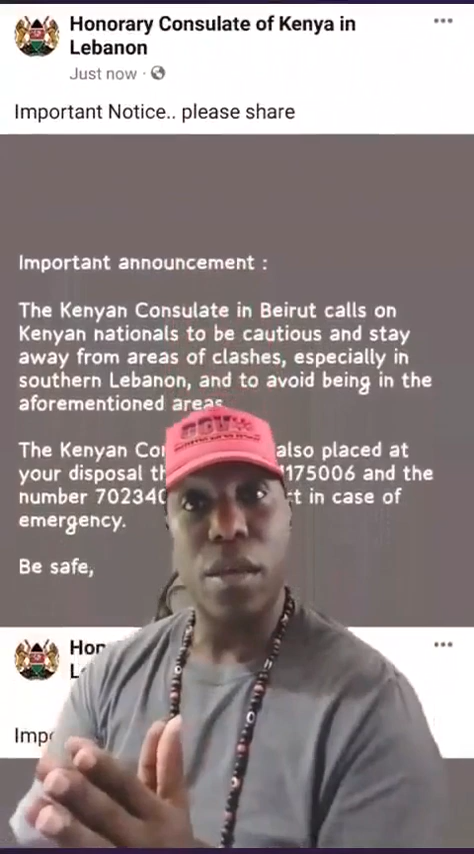 Honorary Consulate of Kenya in
Lebanon
Just now
Important Notice.. please share
Important announcement :
The Kenyan Consulate in Beirut calls on
Kenyan nationals to be cautious and stay
away from areas of clashes, especially in
southern Lebanon, and to avoid being in the
aforementioned areas
The Kenyan also placed at
your disposal 1175006 and the
number 702340 in case of
emergency.
Be safe,